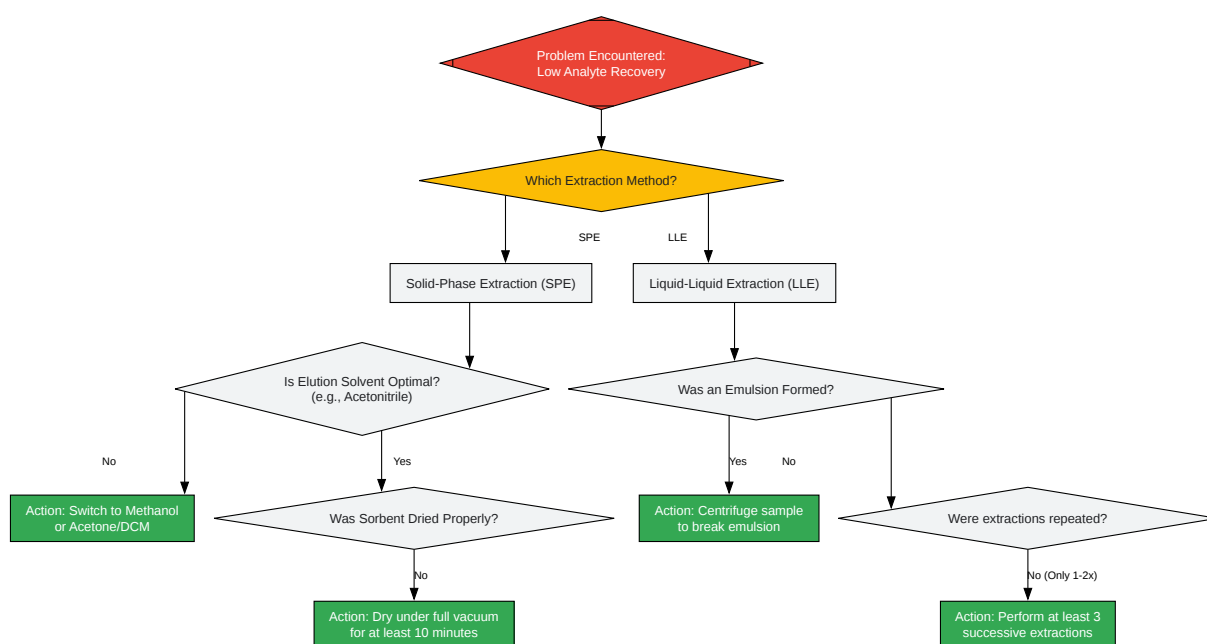 Problem Encountered:
Low Analyte Recovery
Which Extraction Method?
SPE
LLE
Solid-Phase Extraction (SPE)
Liquid-Liquid Extraction (LLE)
Is Elution Solvent Optimal?
(e.g., Acetonitrile)
Was an Emulsion Formed?
No
Yes
Yes
No
Action: Switch to Methanol
or Acetone/DCM
Was Sorbent Dried Properly?
Action: Centrifuge sample
to break emulsion
Were extractions repeated?
No
No (Only 1-2x)
Action: Dry under full vacuum
for at least 10 minutes
Action: Perform at least 3
successive extractions